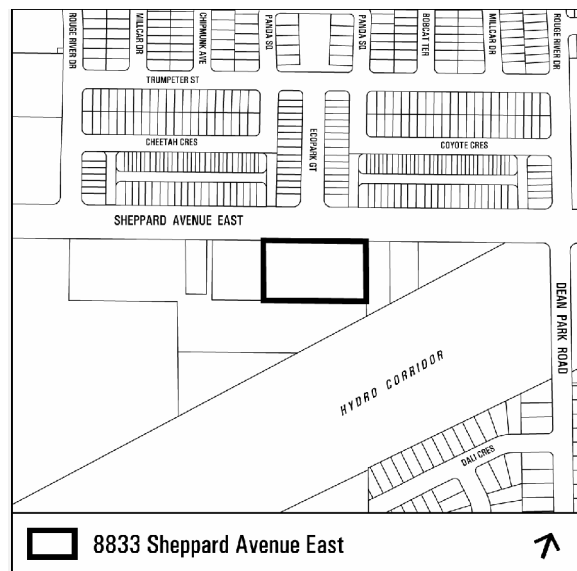 ROUGE RIVER DR
MILLCAR DR
CHIPMUNK AVE
PANDA SQ
PANDA SQ
BOBCAT TER
MILLCAR DR
ROUGE RIVER DR
TRUMPETER ST
CHEETAH CRES
ECOPARK GT
COYOTE CRES
SHEPPARD AVENUE EAST
DEAN PARK ROAD
HYDRO CORRIDOR
DALI CRES
8833 Sheppard Avenue East